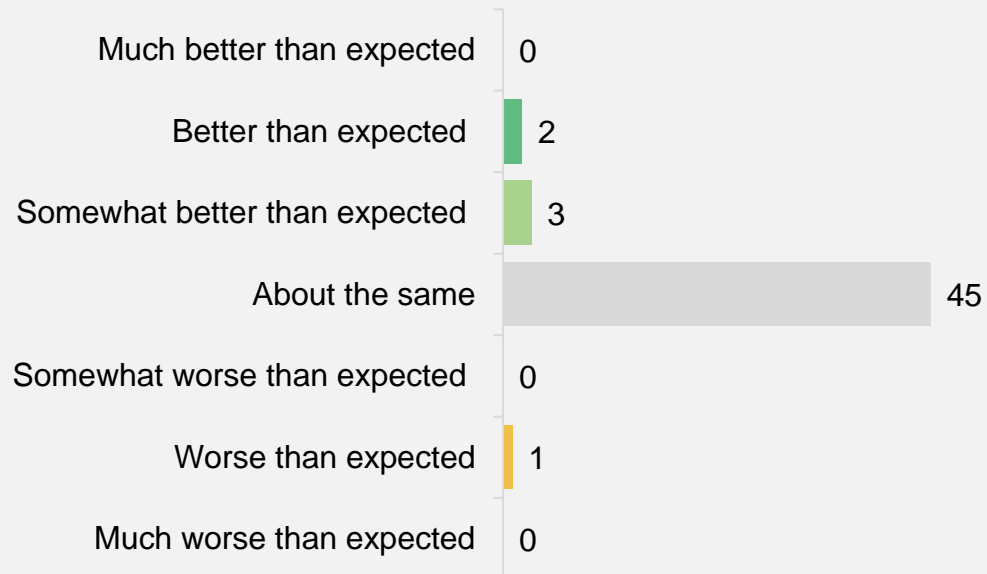 Much better than expected 0
Better than expected 2
Somewhat better than expected 3
About the same 45
Somewhat worse than expected 0
Worse than expected 1
Much worse than expected 0